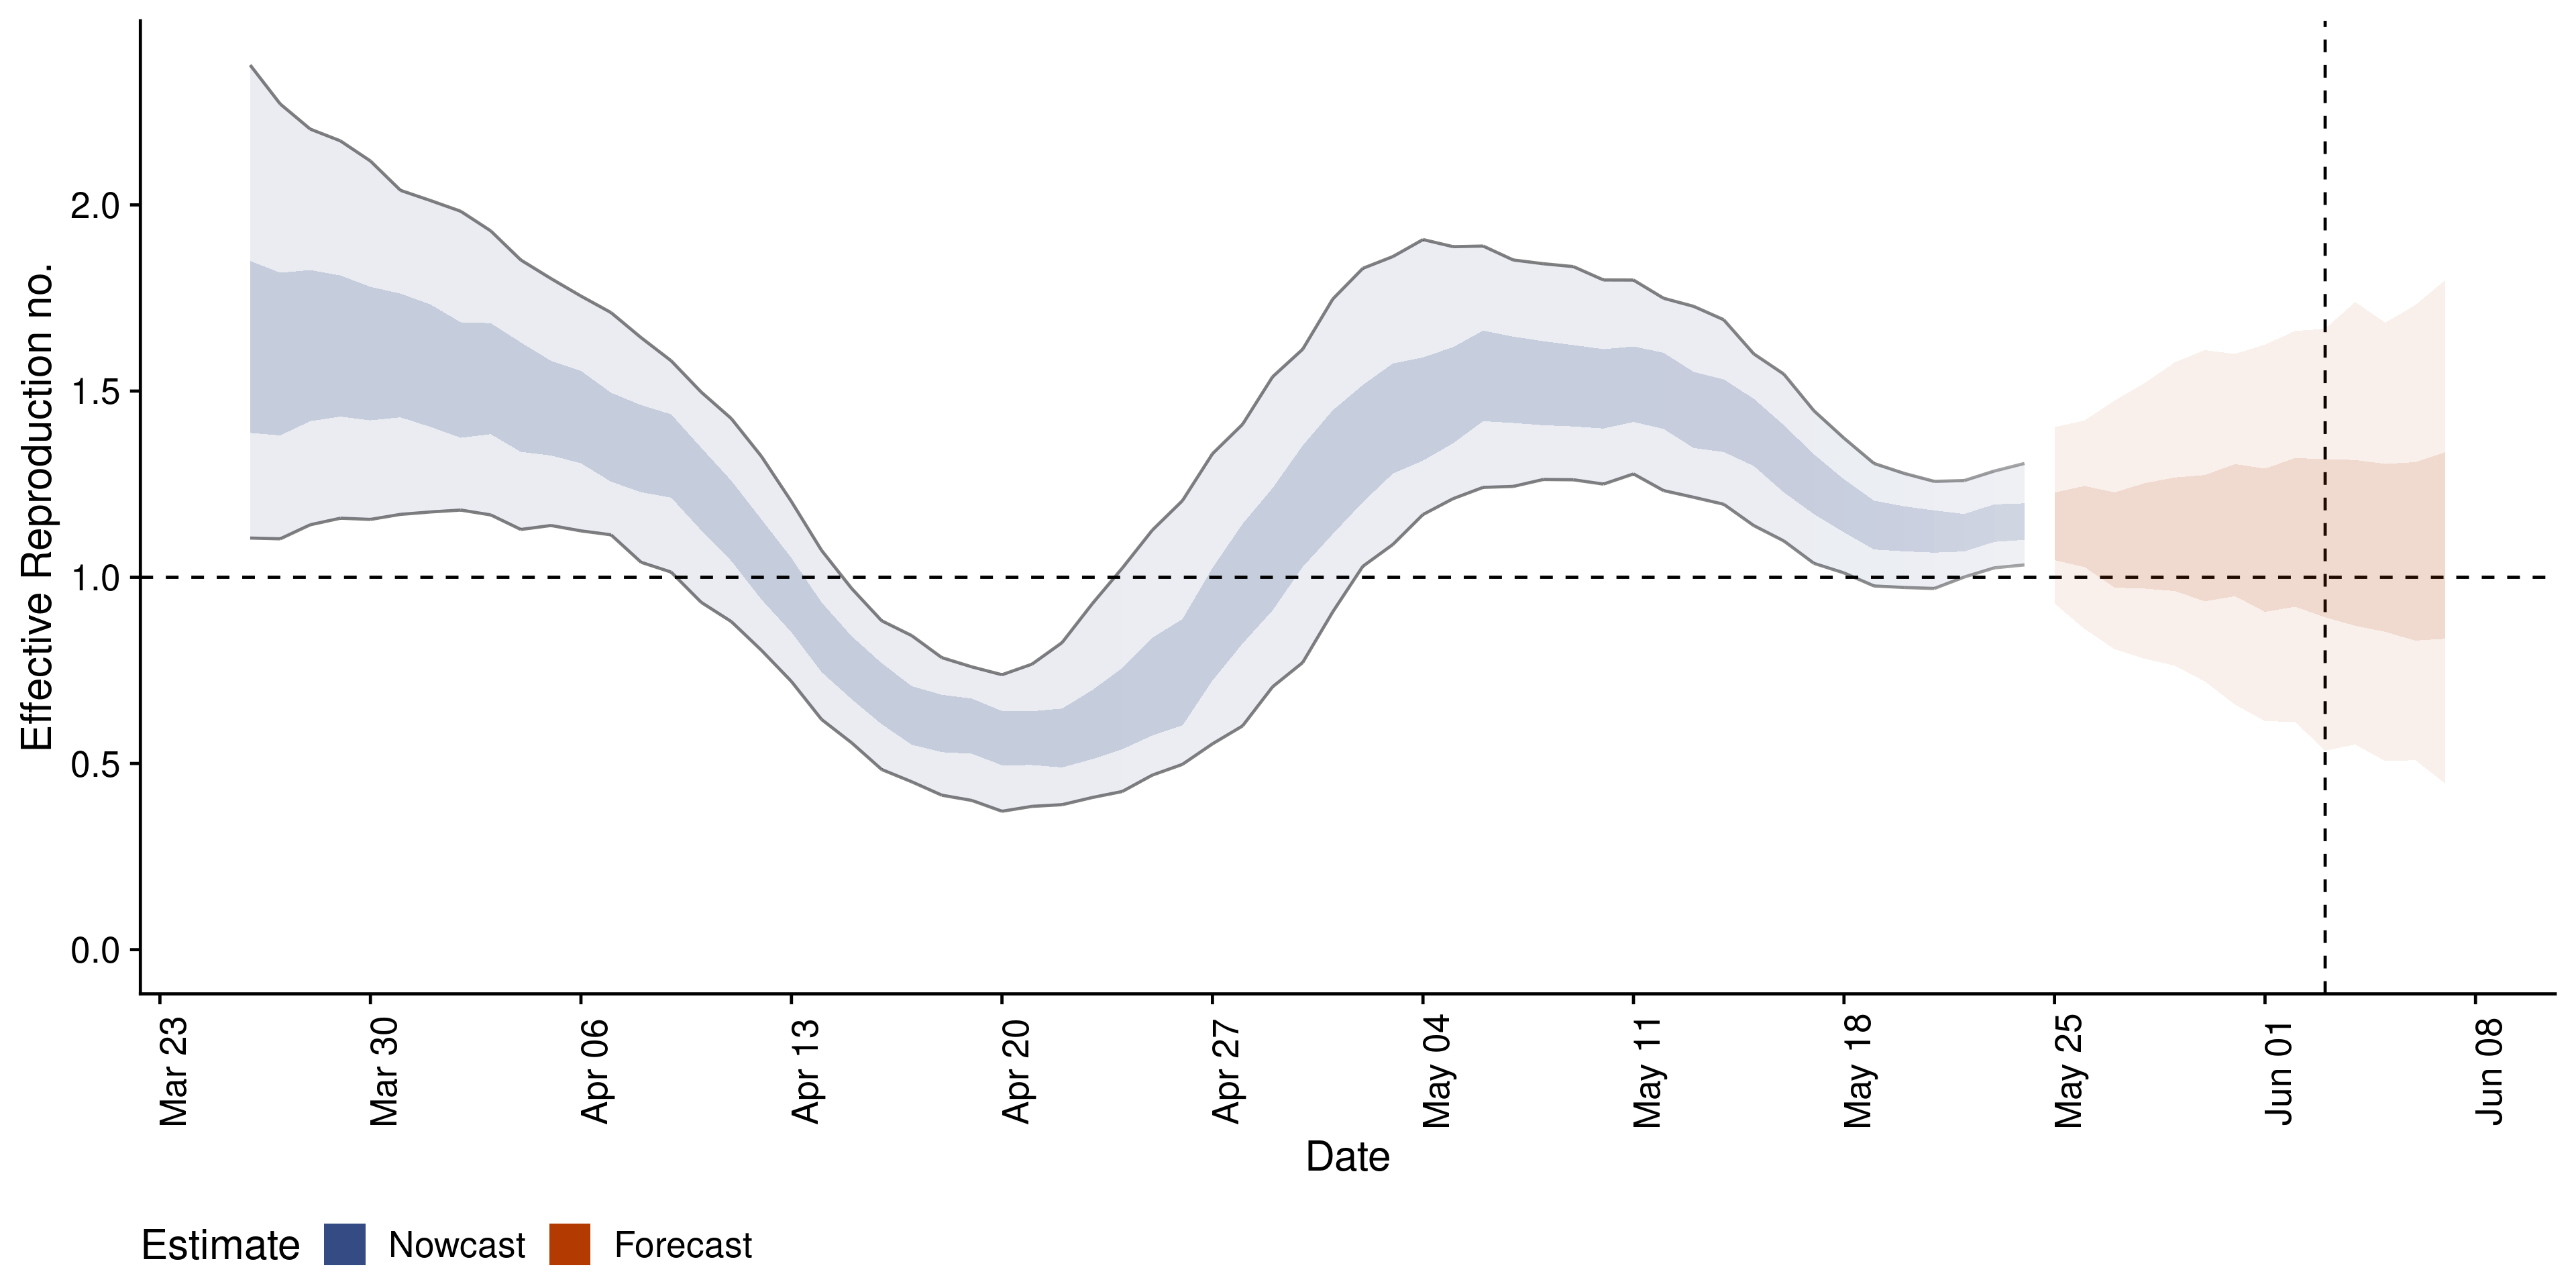 Effective Reproduction no.
2.0
1.5
1.0
0.5
0.0
Mar 23
Mar 30
Apr 06
Apr 13
Apr 20
Apr 27
May 04
May 11
May 18
May 25
Jun 01
Jun 08
Date
Estimate Nowcast Forecast